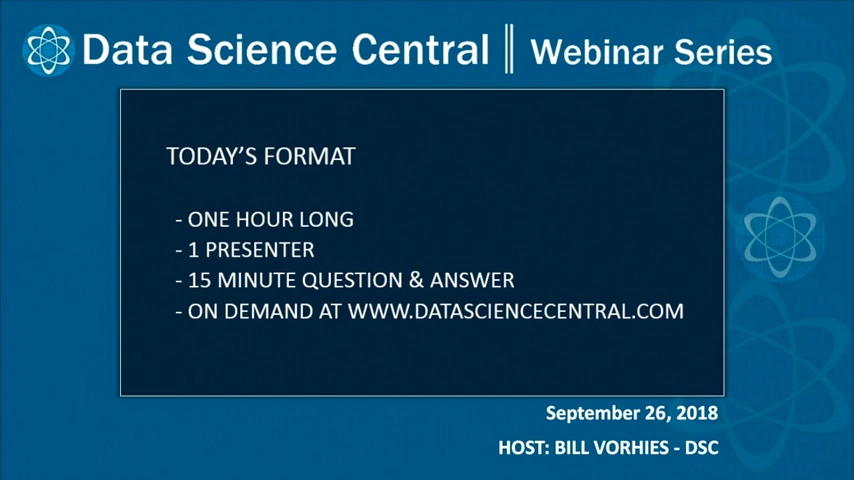 Data Science Central || Webinar Series
TODAY'S FORMAT
- ONE HOUR LONG
- 1 PRESENTER
- 15 MINUTE QUESTION & ANSWER
- ON DEMAND AT WWW.DATASCIENCECENTRAL.COM
September 26, 2018
HOST: BILL VORHIES - DSC